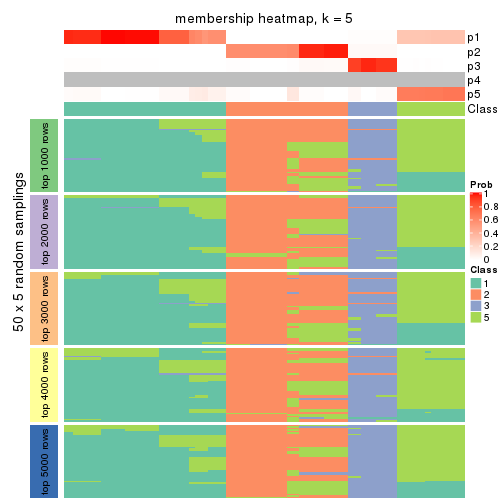 membership heatmap, k = 5
p1
p2
p3
p4
p5
Class
50 x 5 random samplings
top 1000 rows
top 2000 rows
top 3000 rows
top 4000 rows
top 5000 rows
Prob
1
0.8
0.6
0.4
0.2
0
Class
1
2
3
5